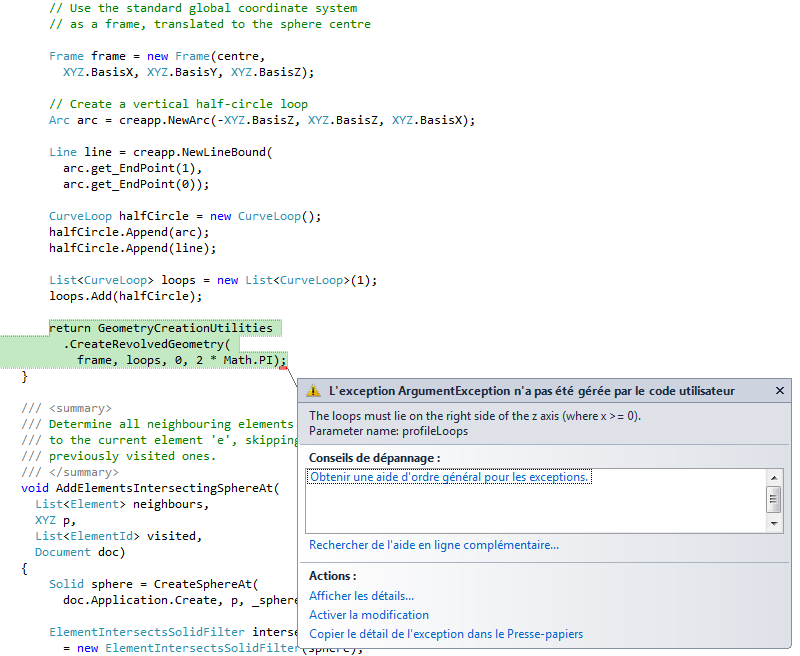 // Use the standard global coordinate system
// as a frame, translated to the sphere centre
Frame frame = new Frame(centre,
XYZ.BasisX, XYZ.BasisY, XYZ.BasisZ);
// Create a vertical half-circle loop
Arc arc = creapp.NewArc(-XYZ.BasisZ, XYZ.BasisZ, XYZ.BasisX);
Line line = creapp.NewLineBound(
arc.get_EndPoint(1),
arc.get_EndPoint(0));
CurveLoop halfCircle = new CurveLoop();
halfCircle.Append(arc);
halfCircle.Append(line);
List<CurveLoop> loops = new List<CurveLoop>(1);
loops.Add(halfCircle);
return GeometryCreationUtilities
.CreateRevolvedGeometry(
frame, loops, 0, 2 * Math.PI);
}
/// <summary>
/// Determine all neighbouring elements
/// to the current element 'e', skipping
/// previously visited ones.
/// </summary>
void AddElementsIntersectingSphereAt(
List<Element> neighbours,
XYZ p,
List<ElementId> visited,
Document doc)
{
Solid sphere = CreateSphereAt(
doc.Application.Create, p, _sphere
ElementIntersectsSolidFilter interse
= new ElementIntersectsSolidFilter(sphere);
L'exception ArgumentException n'a pas été gérée par le code utilisateur
The loops must lie on the right side of the z axis (where x >= 0).
Parameter name: profileLoops
Conseils de dépannage :
Obtenir une aide d'ordre général pour les exceptions.
Rechercher de l'aide en ligne complémentaire...
Actions :
Afficher les détails...
Activer la modification
Copier le détail de l'exception dans le Presse-papiers